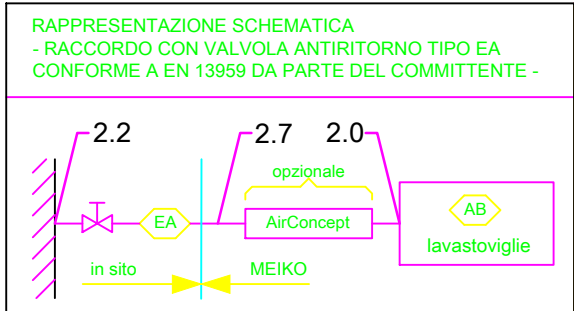 RAPPRESENTAZIONE SCHEMATICA
- RACCORDO CON VALVOLA ANTIRITORNO TIPO EA
CONFORME A EN 13959 DA PARTE DEL COMMITTENTE -
2.2
2.7
2.0
opzionale
EA
AirConcept
AB
lavastoviglie
in sito
MEIKO